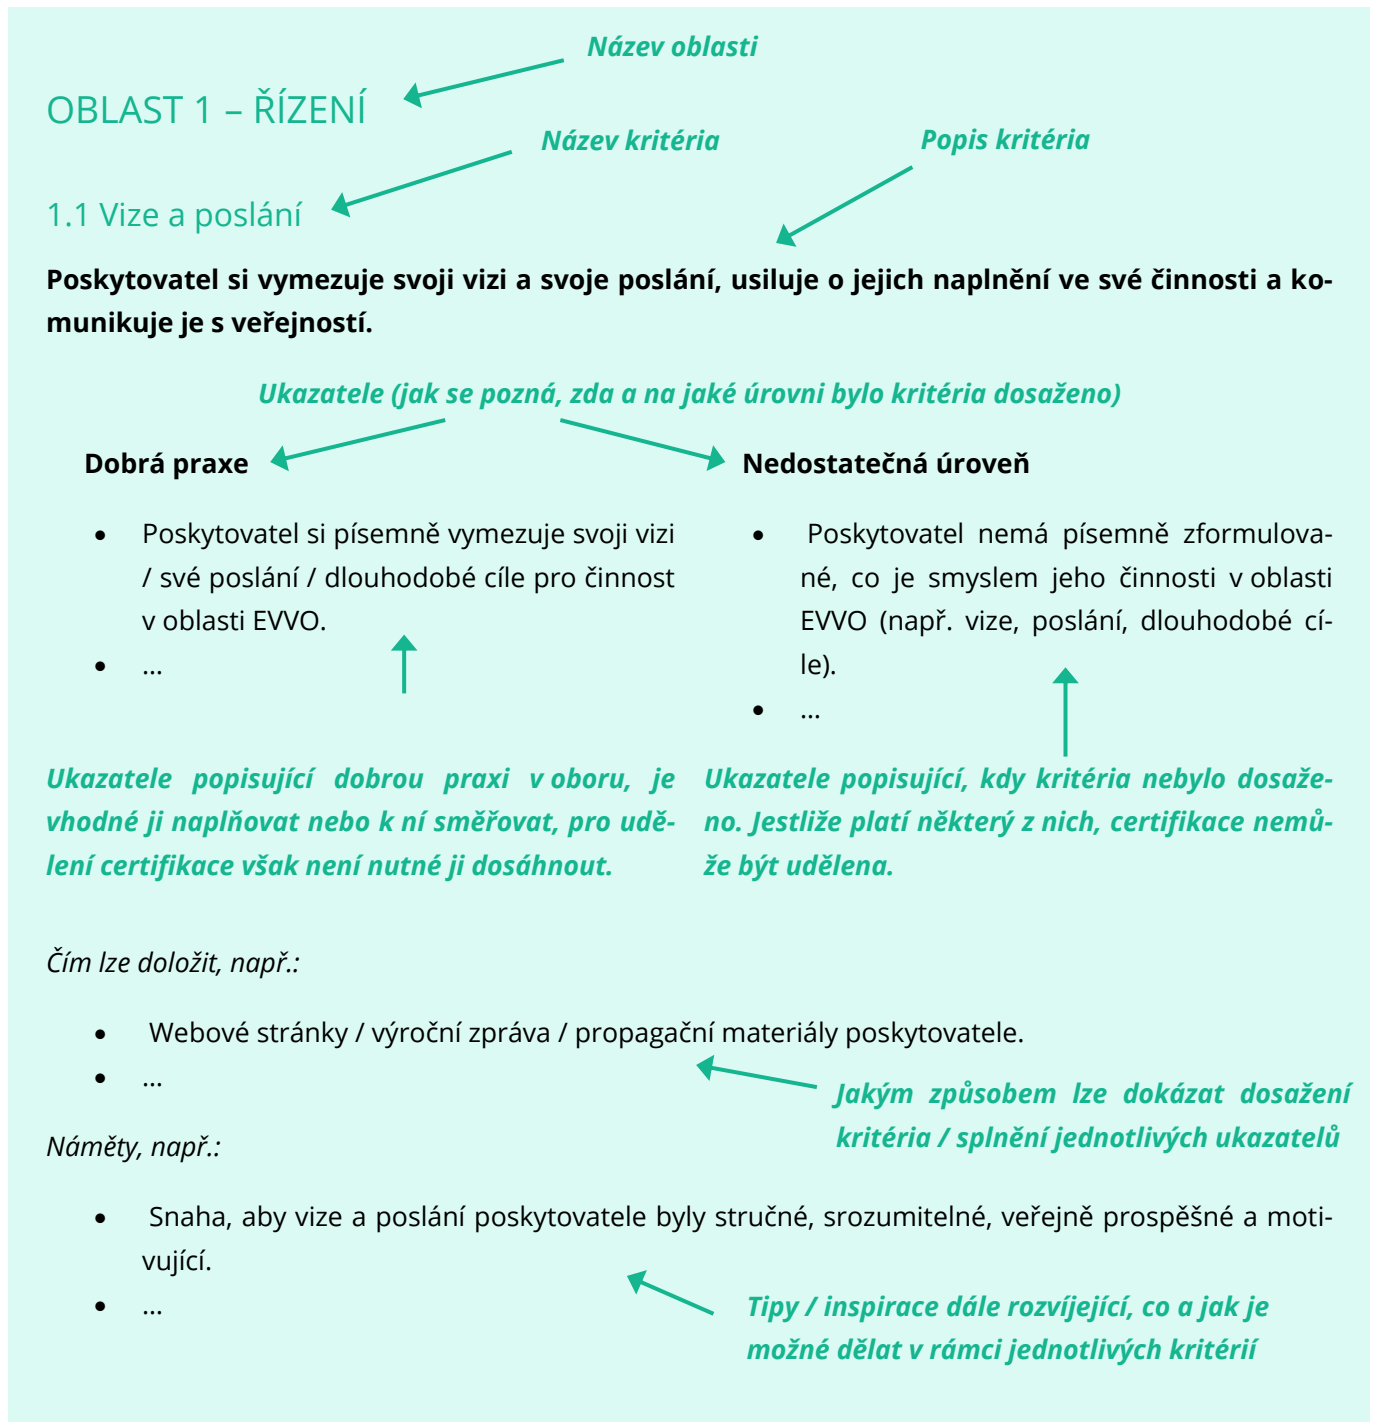 Název oblasti
OBLAST 1 – ŘÍZENÍ
Název kritéria
Popis kritéria
1.1 Vize a poslání
Poskytovatel si vymezuje svoji vizi a svoje poslání, usiluje o jejich naplnění ve své činnosti a ko-
munikuje je s veřejností.
Ukazatele (jak se pozná, zda a na jaké úrovni bylo kritéria dosaženo)
Dobrá praxe
• Poskytovatel si písemně vymezuje svoji vizi
/ své poslání / dlouhodobé cíle pro činnost
v oblasti EVVO.
• ...
Ukazatele popisující dobrou praxi v oboru, je
vhodné ji naplňovat nebo k ní směřovat, pro udě-
lení certifikace však není nutné ji dosáhnout.
Nedostatečná úroveň
• Poskytovatel nemá písemně zformulova-
né, co je smyslem jeho činnosti v oblasti
EVVO (např. vize, poslání, dlouhodobé cí-
le).
• ...
Ukazatele popisující, kdy kritéria nebylo dosaže-
no. Jestliže platí některý z nich, certifikace nemů-
že být udělena.
Čím lze doložit, např.:
• Webové stránky / výroční zpráva / propagační materiály poskytovatele.
• ...
Jakým způsobem lze dokázat dosažení
kritéria / splnění jednotlivých ukazatelů
Náměty, např.:
• Snaha, aby vize a poslání poskytovatele byly stručné, srozumitelné, veřejně prospěšné a moti-
vující.
• ...
Tipy / inspirace dále rozvíjející, co a jak je
možné dělat v rámci jednotlivých kritérií